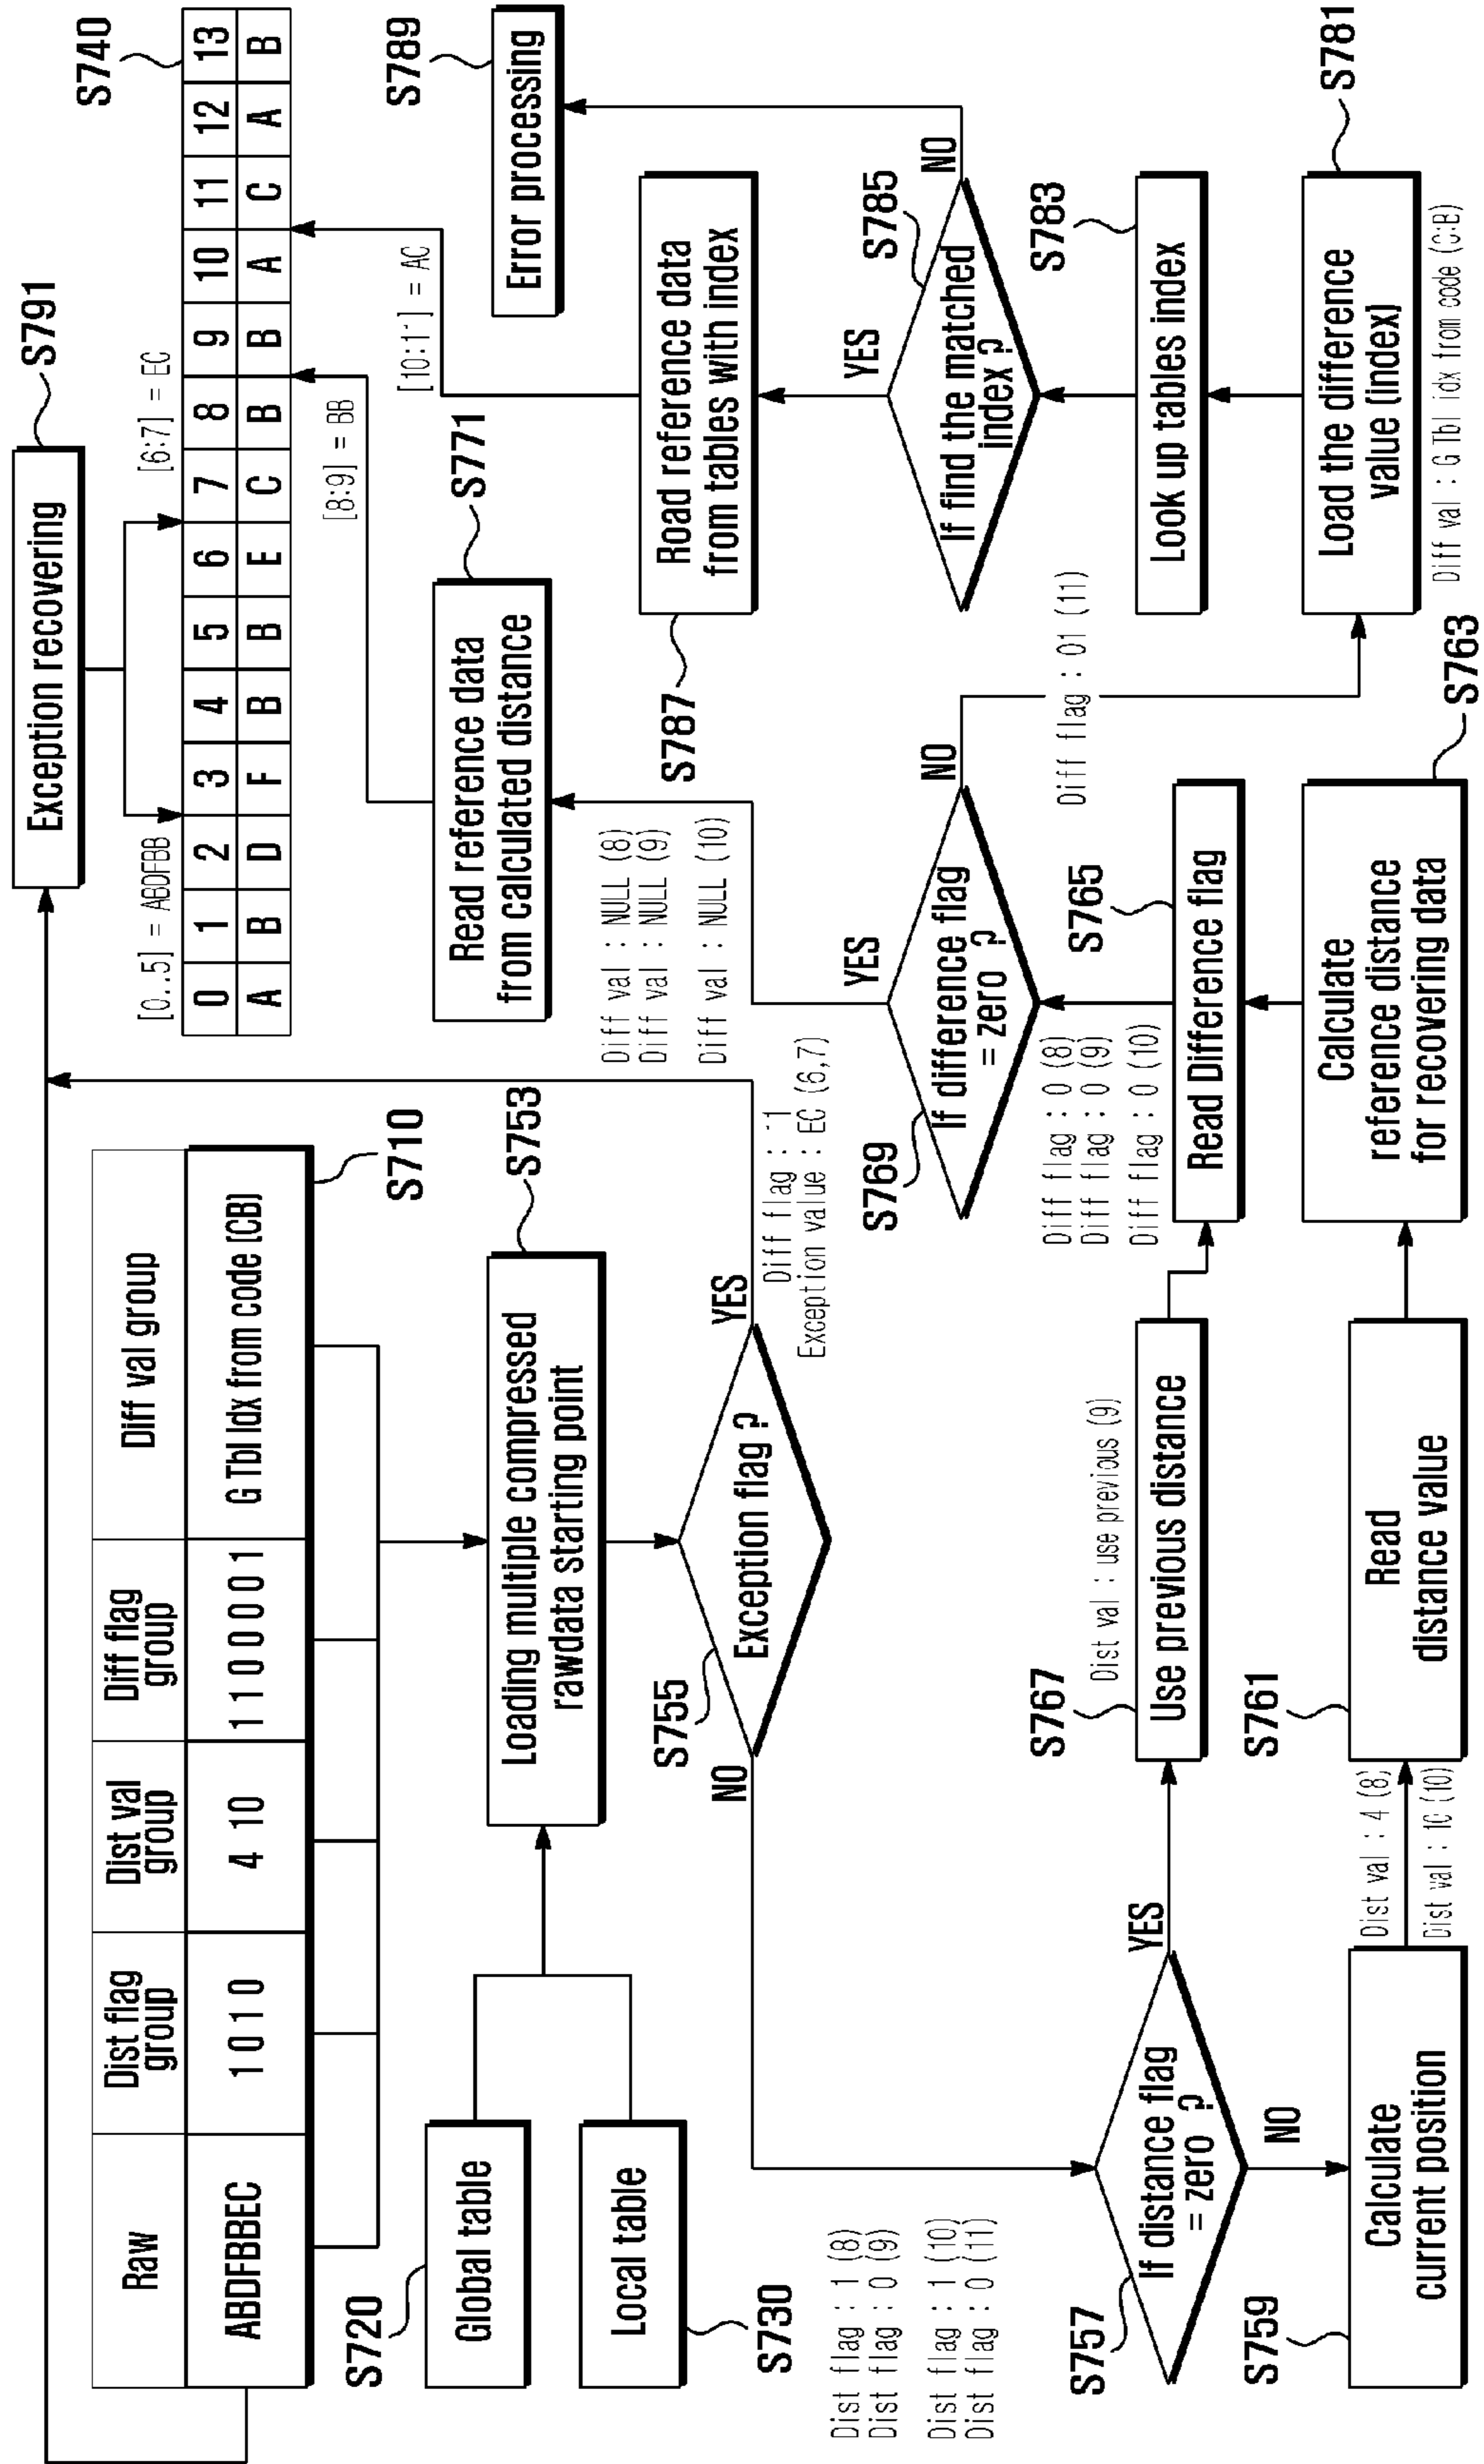 Raw
Dist flag
group
Dist val
group
Diff flag
group
Diff val group
ABDFBBEC
1 0 1 0
4 10
1 1 0 0 0 0 1
G Tbl Idx from code (CB)
S710
Exception recovering
S791
[0...5] = ABDFBB
[6:7] = EC
S740
0 1 2 3 4 5 6 7 8 9 10 11 12 13
A B D F B B E C B B A C A B
[8:9] = BB
[10:11] = AC
S720
Global table
Local table
S730
Loading multiple compressed
rawdata starting point
S753
S755
Exception flag ?
YES
NO
Diff flag : 11
Exception value : EC (6,7)
Read reference data
from calculated distance
S771
Diff val : NULL (8)
Diff val : NULL (9)
Diff val : NULL (10)
Error processing
S789
Road reference data
from tables with index
S787
Dist flag : 1 (8)
Dist flag : 0 (9)
Dist flag : 1 (10)
Dist flag : 0 (11)
S757
If distance flag
= zero ?
YES
NO
S759
Calculate
current position
Dist val : 4 (8)
Dist val : 10 (10)
S767
Dist val : use previous (9)
Use previous distance
S761
Read
distance value
S769
If difference flag
= zero ?
YES
NO
Diff flag : 0 (8)
Diff flag : 0 (9)
Diff flag : 0 (10)
S765
Read Difference flag
Calculate
reference distance
for recovering data
S763
Diff flag : 01 (11)
S785
If find the matched
index ?
YES
NO
S783
Look up tables index
Load the difference
value (index)
S781
Diff val : G Tbl idx from code (C:B)